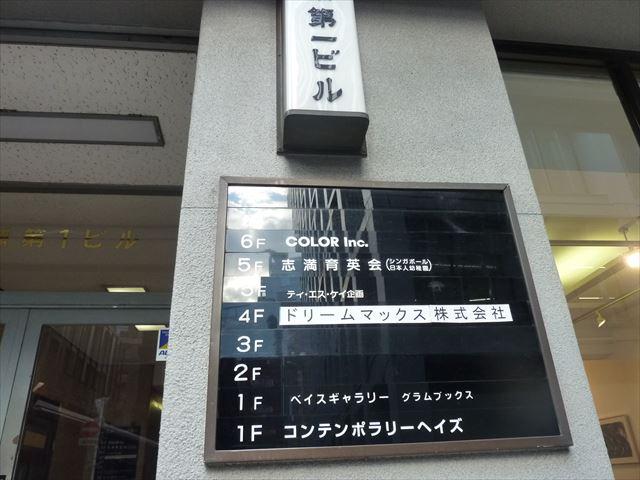 第一ビル
第1ビル
6F COLOR Inc.
5F 志満育英会(シンガポール日本人幼稚園)
5F ティ・エス・ケイ企画
4F ドリームマックス株式会社
3F
2F
1F ベイスギャラリー グラムブックス
1F コンテンポラリーヘイズ